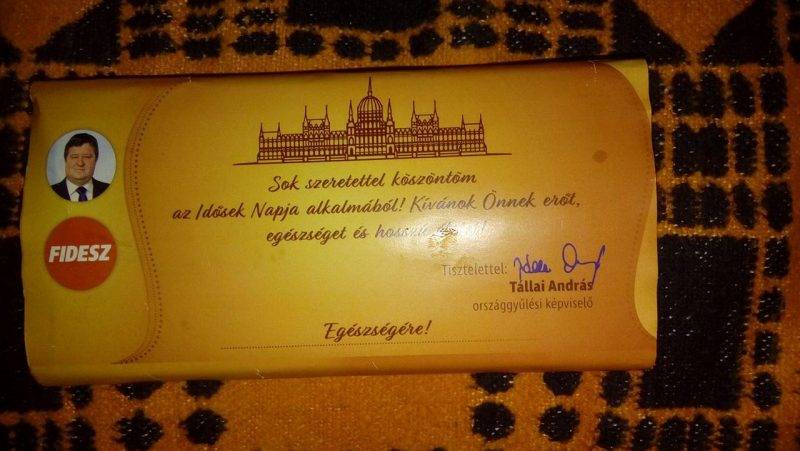 FIDESZ
Sok szeretettel köszöntöm
az Idősek Napja alkalmából! Kívánok Önnek erőt,
egészséget és hosszú
Tisztelettel:
Tállai András
országgyűlési képviselő
Egészségére!